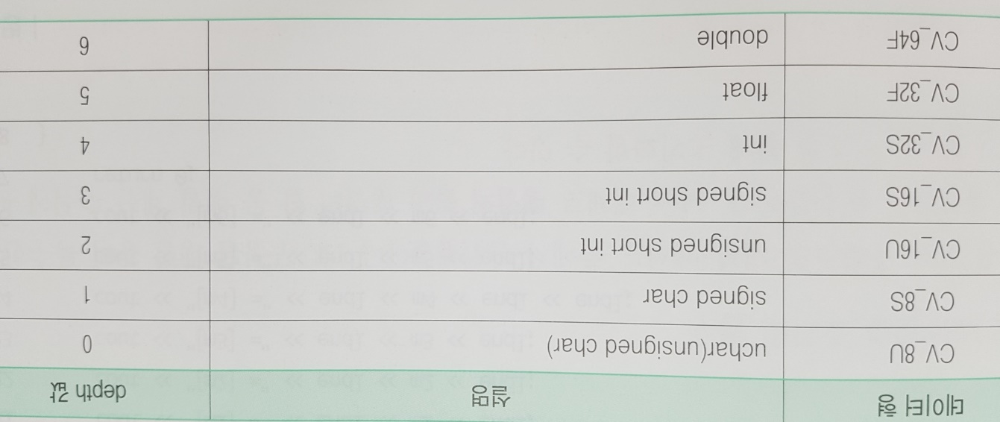 데이터 형 설명 depth 값
CV_8U uchar(unsigned char) 0
CV_8S signed char 1
CV_16U unsigned short int 2
CV_16S signed short int 3
CV_32S int 4
CV_32F float 5
CV_64F double 6